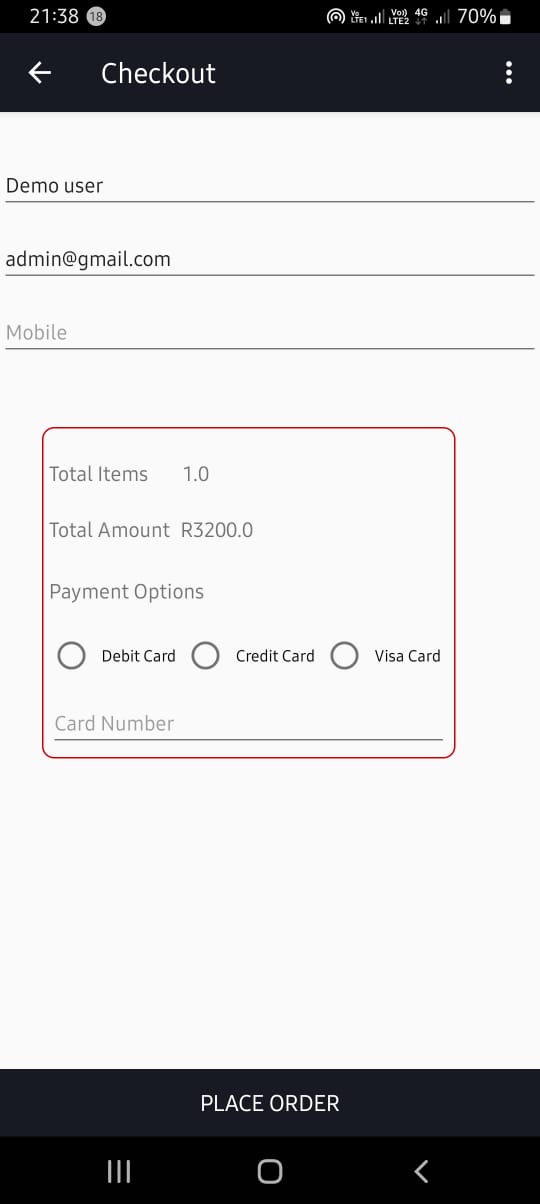 21:38 18 Vo LTE1 Vo)) LTE2 4G 70%
Checkout
Demo user
admin@gmail.com
Mobile
Total Items 1.0
Total Amount R3200.0
Payment Options
Debit Card Credit Card Visa Card
Card Number
PLACE ORDER